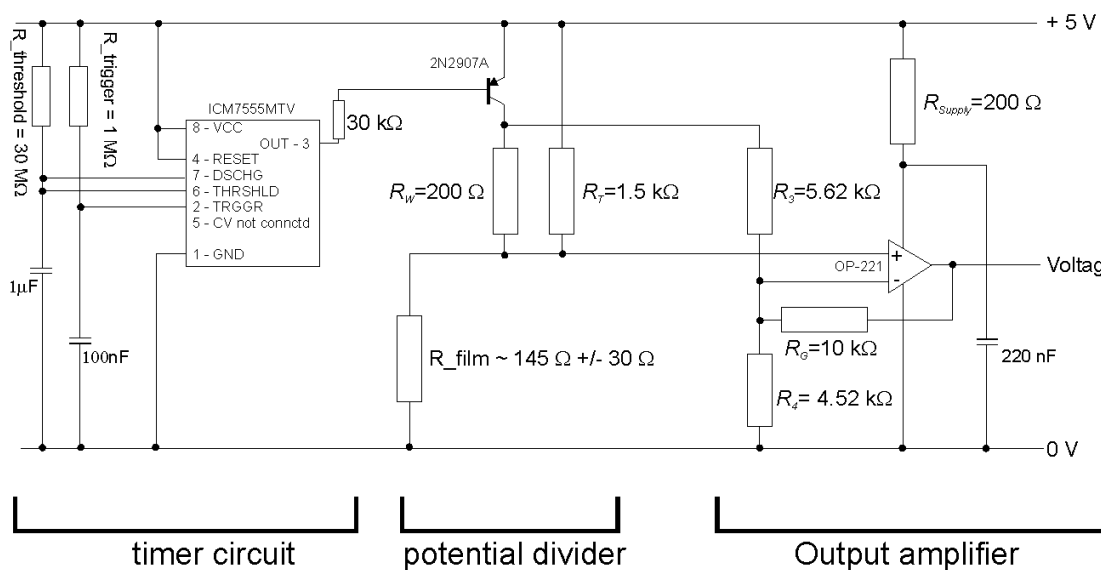 + 5 V
R_threshold = 30 MΩ
R_trigger = 1 MΩ
2N2907A
ICM7555MTV
8 - VCC
OUT - 3
4 - RESET
7 - DSCHG
6 - THRSHLD
2 - TRGGR
5 - CV not connctd
1 - GND
30 kΩ
R_Supply=200 Ω
R_W=200 Ω
R_T=1.5 kΩ
R_3=5.62 kΩ
+
OP-221
-
Voltag
1µF
100nF
R_film ~ 145 Ω +/- 30 Ω
R_G=10 kΩ
220 nF
R_4= 4.52 kΩ
0 V
timer circuit
potential divider
Output amplifier